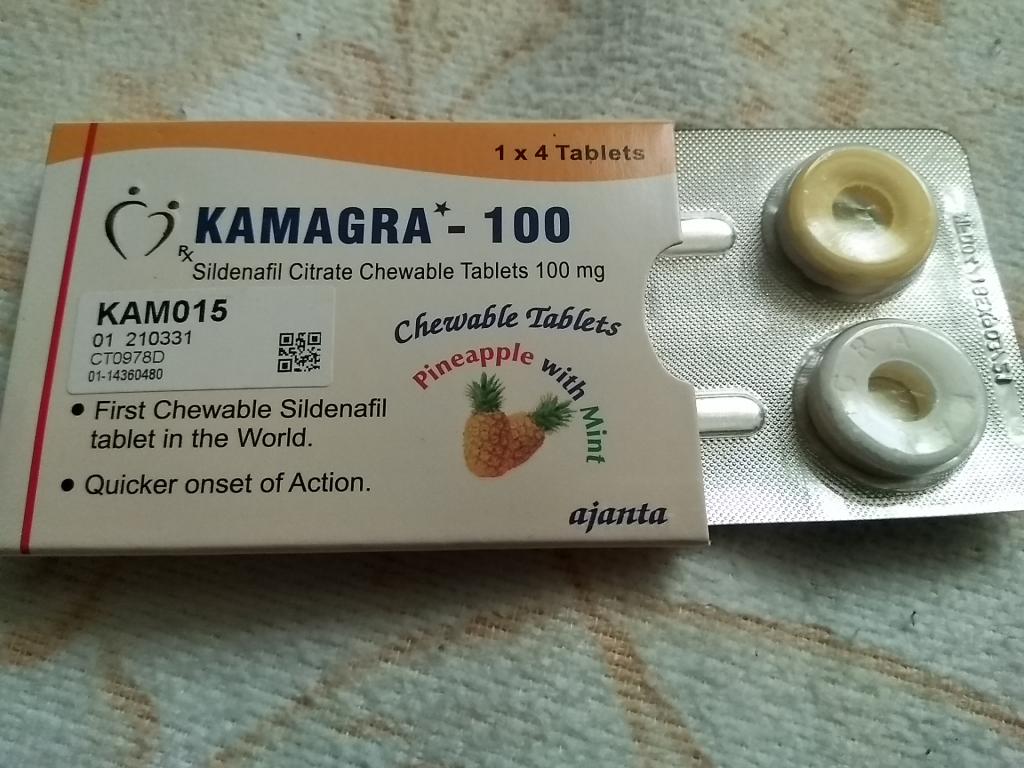 1 x 4 Tablets
KAMAGRA* - 100
Rx
Sildenafil Citrate Chewable Tablets 100 mg
KAM015
01 210331
CT0978D
01-14360480
Chewable Tablets
Pineapple with Mint
• First Chewable Sildenafil
tablet in the World.
• Quicker onset of Action.
ajanta